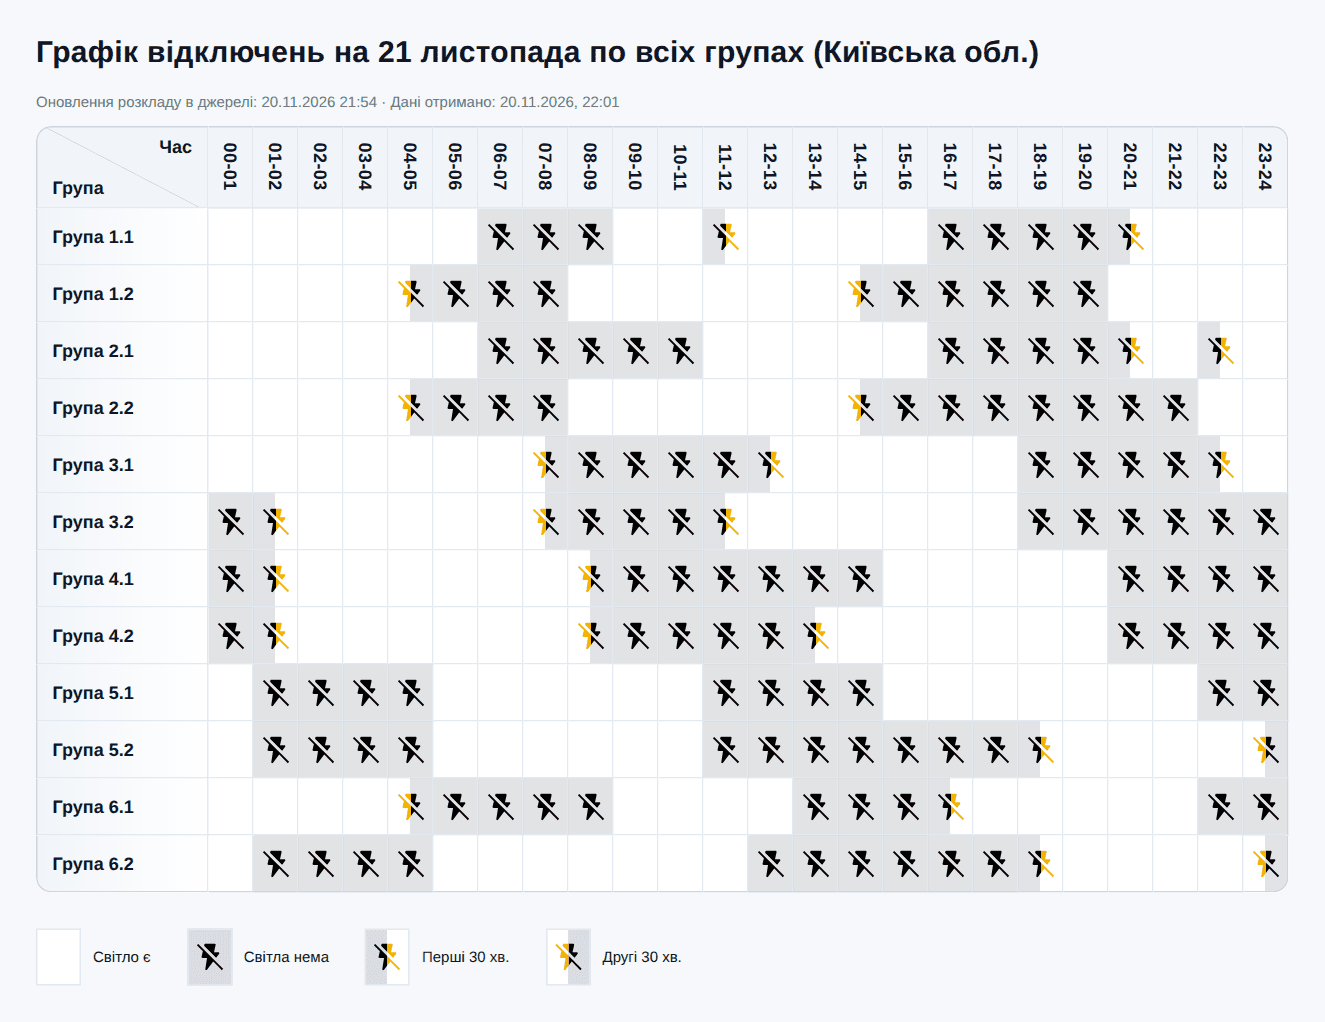 Графік відключень на 21 листопада по всіх групах (Київська обл.)
Оновлення розкладу в джерелі: 20.11.2026 21:54 · Дані отримано: 20.11.2026, 22:01
Час
Група
00-01 01-02 02-03 03-04 04-05 05-06 06-07 07-08 08-09 09-10 10-11 11-12 12-13 13-14 14-15 15-16 16-17 17-18 18-19 19-20 20-21 21-22 22-23 23-24
Група 1.1
Група 1.2
Група 2.1
Група 2.2
Група 3.1
Група 3.2
Група 4.1
Група 4.2
Група 5.1
Група 5.2
Група 6.1
Група 6.2
Світло є Світла нема Перші 30 хв. Другі 30 хв.